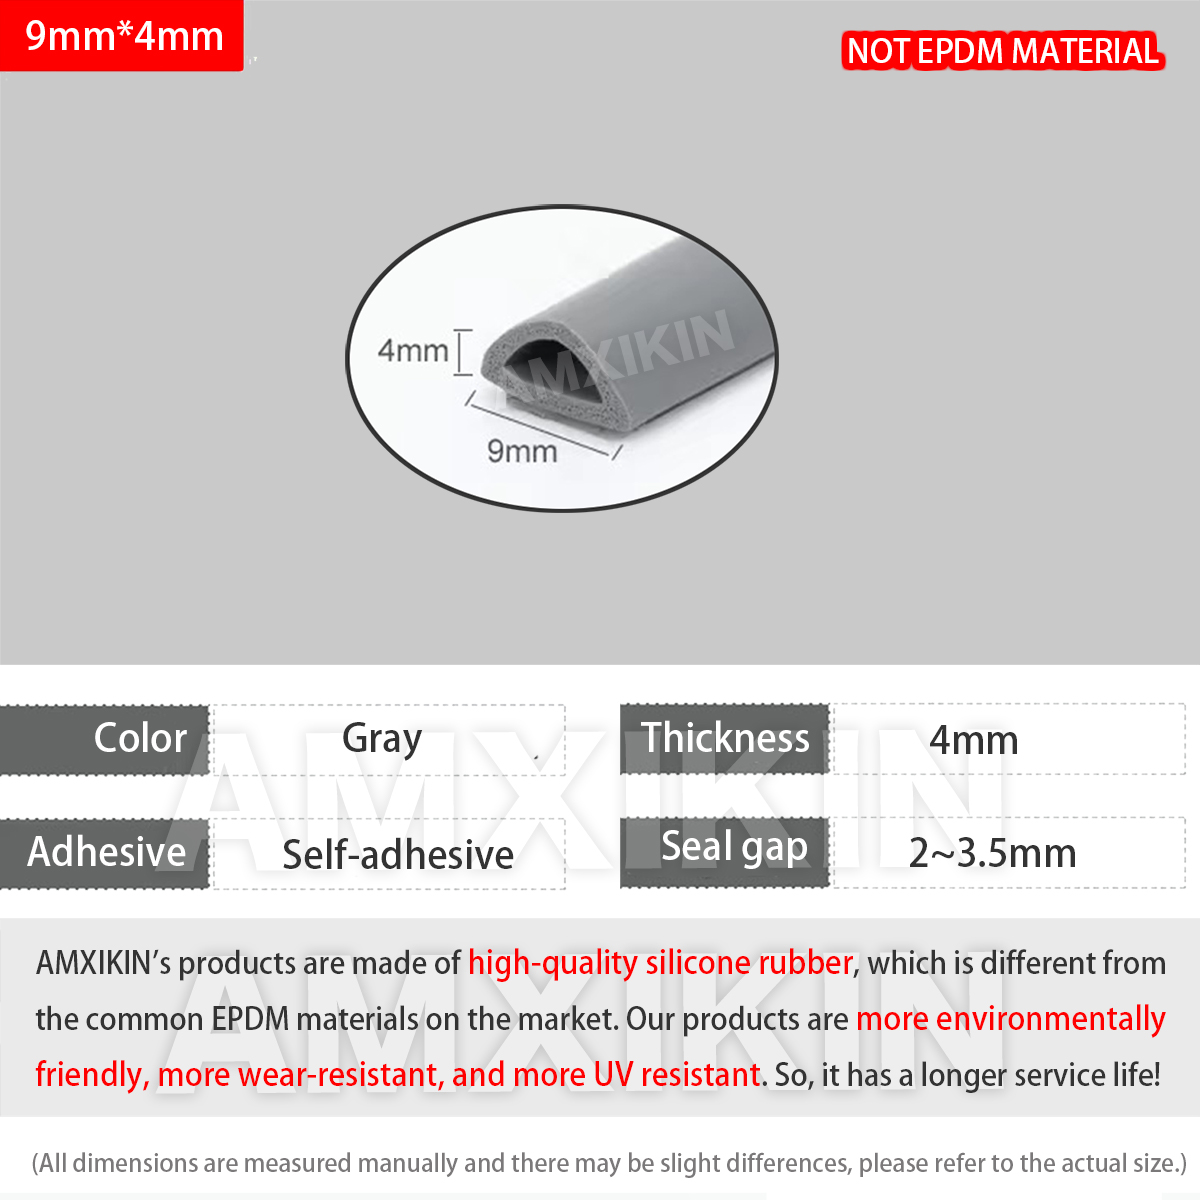 9mm*4mm
NOT EPDM MATERIAL
4mm
AMXIKIN
9mm
Color
Gray
Thickness
4mm
AMXIKIN
Adhesive
Self-adhesive
Seal gap
2~3.5mm
AMXIKIN’s products are made of high-quality silicone rubber, which is different from
the common EPDM materials on the market. Our products are more environmentally
friendly, more wear-resistant, and more UV resistant. So, it has a longer service life!
AMXIKIN
(All dimensions are measured manually and there may be slight differences, please refer to the actual size.)